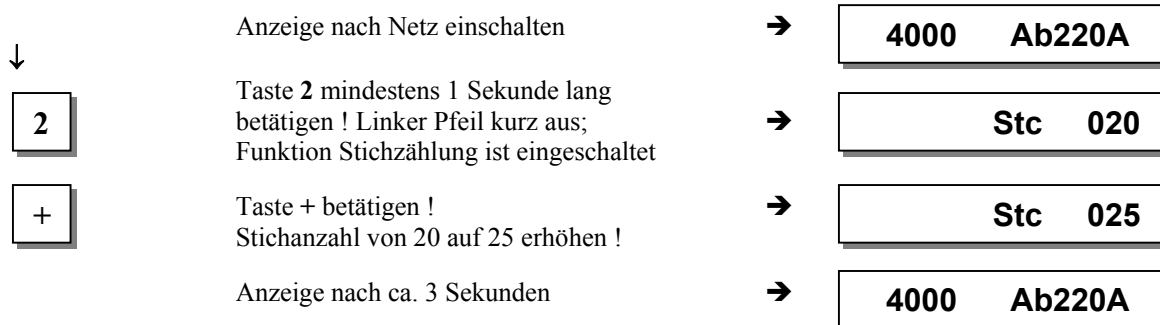 Anzeige nach Netz einschalten ➔ 4000 Ab220A
↓
2 Taste 2 mindestens 1 Sekunde lang
betätigen ! Linker Pfeil kurz aus; ➔ Stc 020
Funktion Stichzählung ist eingeschaltet
+ Taste + betätigen ! ➔ Stc 025
Stichanzahl von 20 auf 25 erhöhen !
Anzeige nach ca. 3 Sekunden ➔ 4000 Ab220A